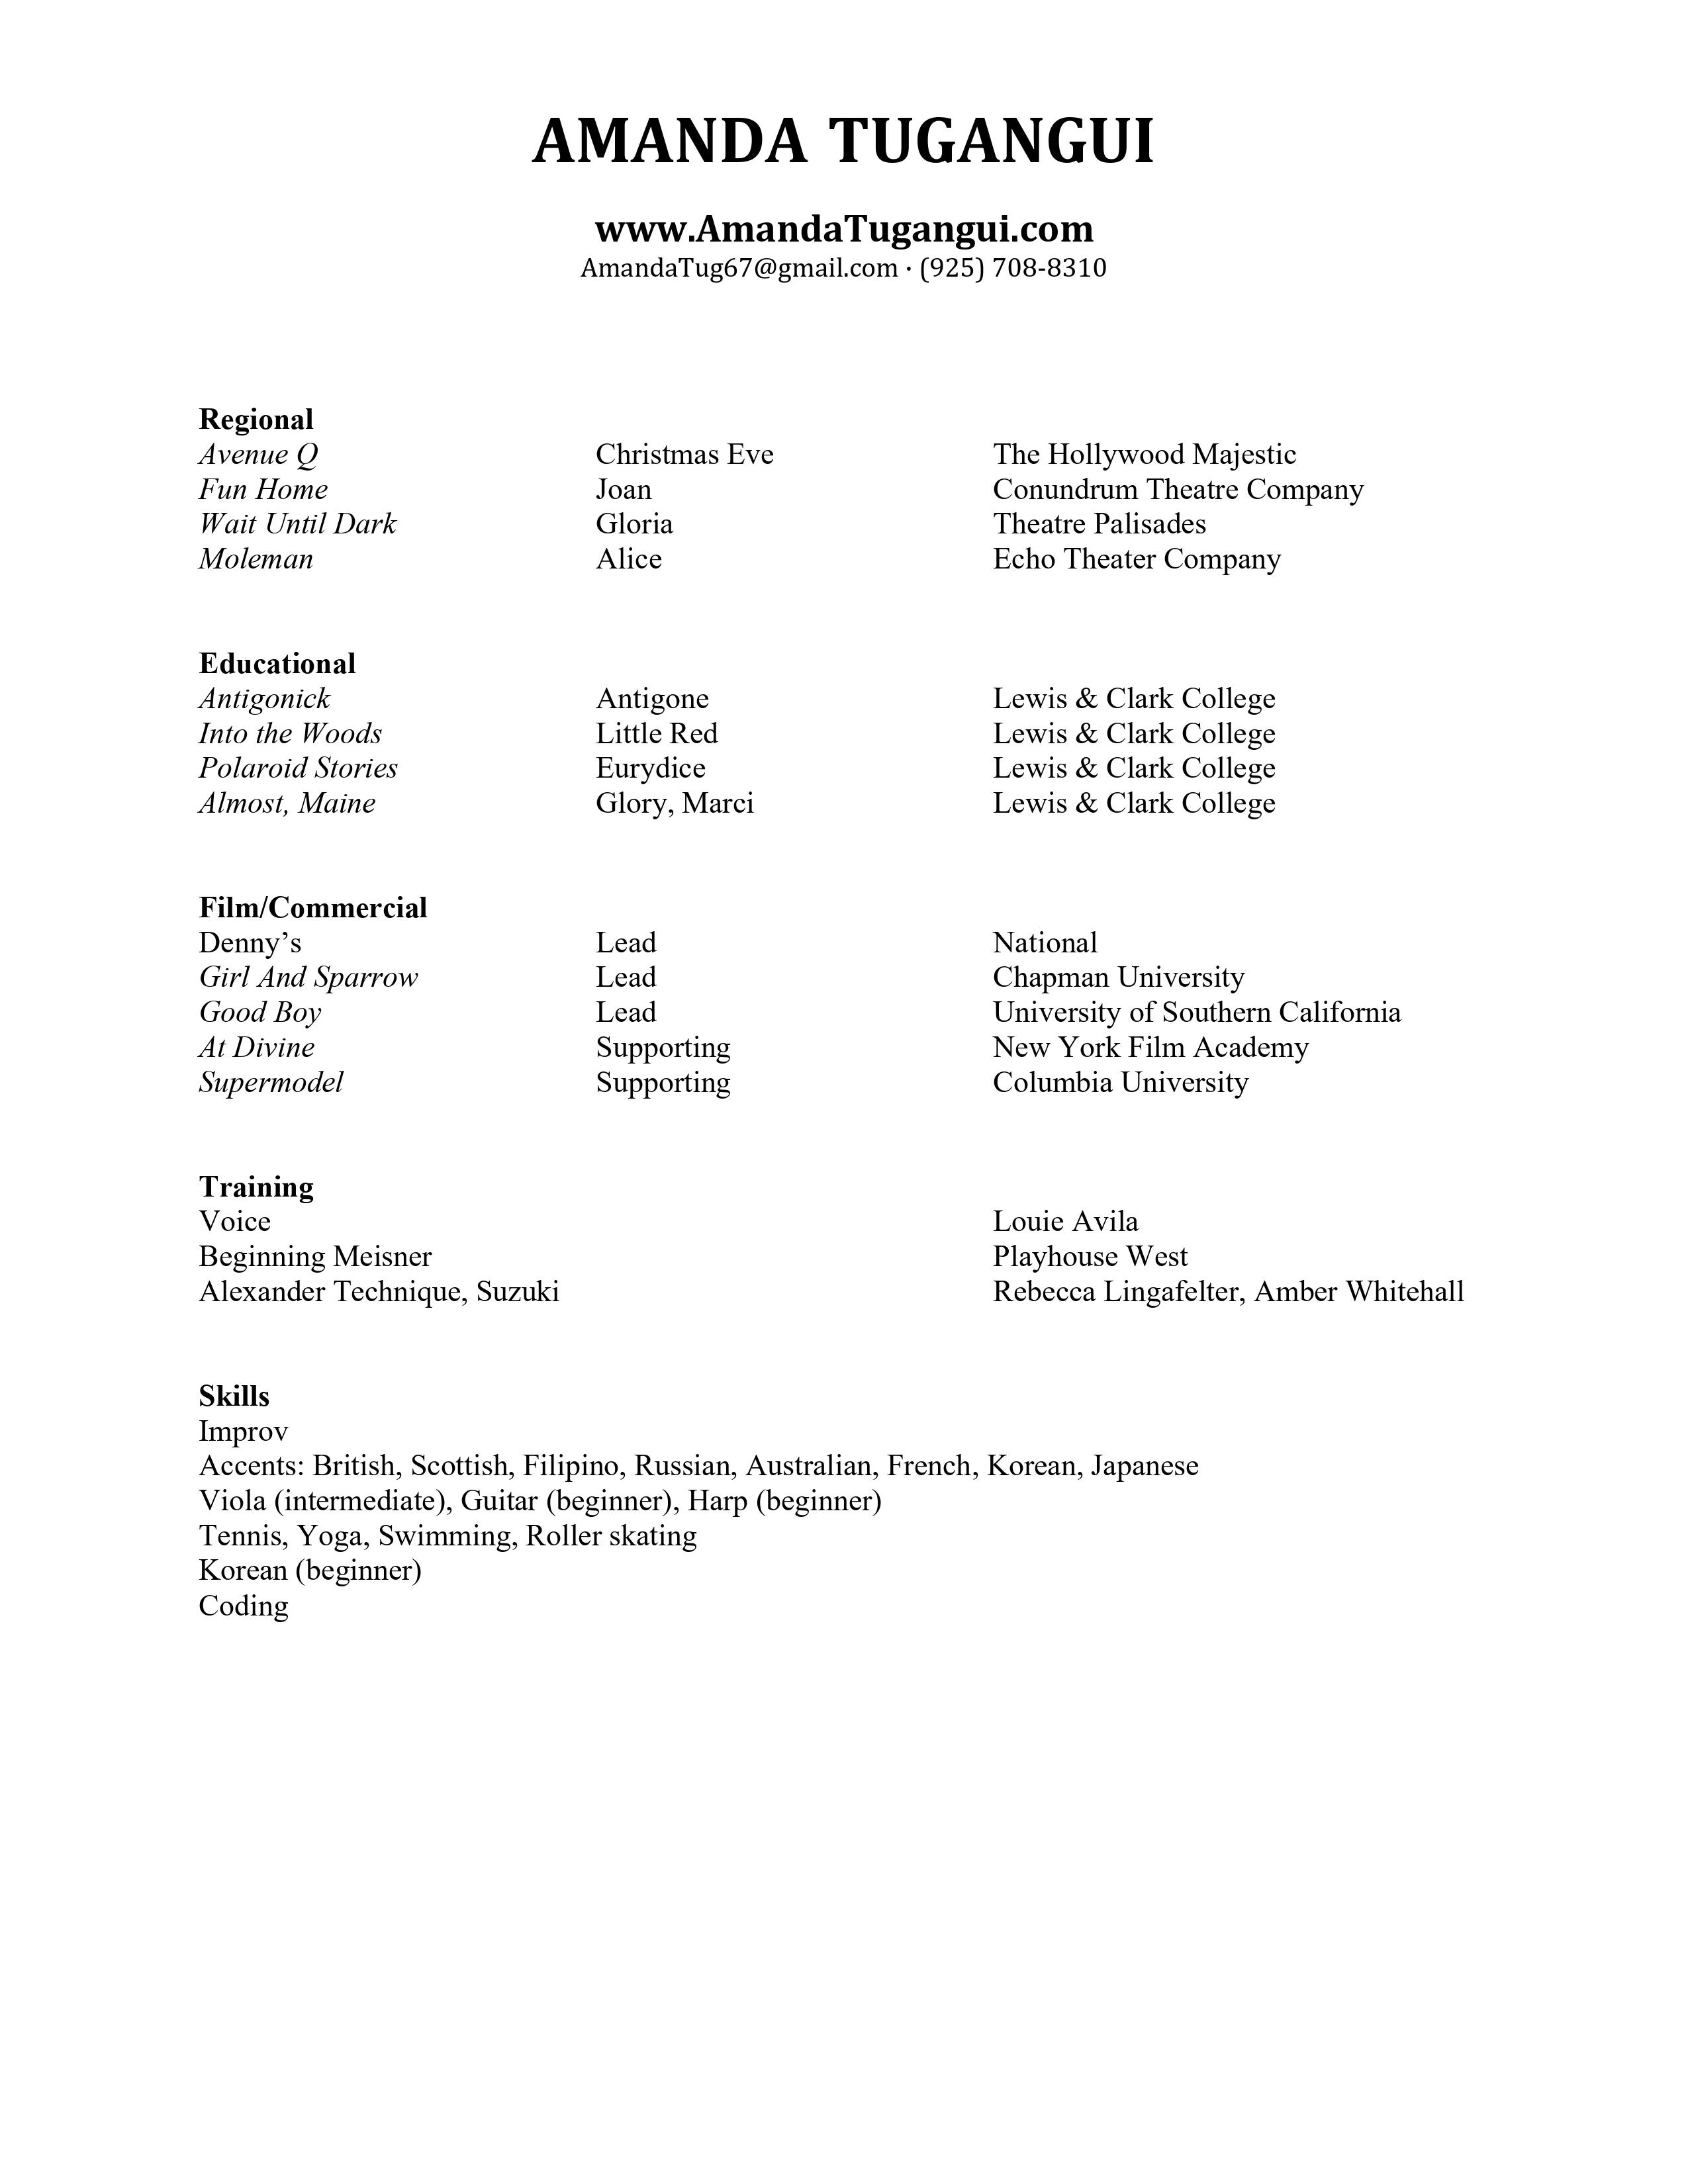 AMANDA TUGANGUI
www.AmandaTugangui.com
AmandaTug67@gmail.com · (925) 708-8310
Regional
Avenue Q Christmas Eve The Hollywood Majestic
Fun Home Joan Conundrum Theatre Company
Wait Until Dark Gloria Theatre Palisades
Moleman Alice Echo Theater Company
Educational
Antigonick Antigone Lewis & Clark College
Into the Woods Little Red Lewis & Clark College
Polaroid Stories Eurydice Lewis & Clark College
Almost, Maine Glory, Marci Lewis & Clark College
Film/Commercial
Denny’s Lead National
Girl And Sparrow Lead Chapman University
Good Boy Lead University of Southern California
At Divine Supporting New York Film Academy
Supermodel Supporting Columbia University
Training
Voice Louie Avila
Beginning Meisner Playhouse West
Alexander Technique, Suzuki Rebecca Lingafelter, Amber Whitehall
Skills
Improv
Accents: British, Scottish, Filipino, Russian, Australian, French, Korean, Japanese
Viola (intermediate), Guitar (beginner), Harp (beginner)
Tennis, Yoga, Swimming, Roller skating
Korean (beginner)
Coding